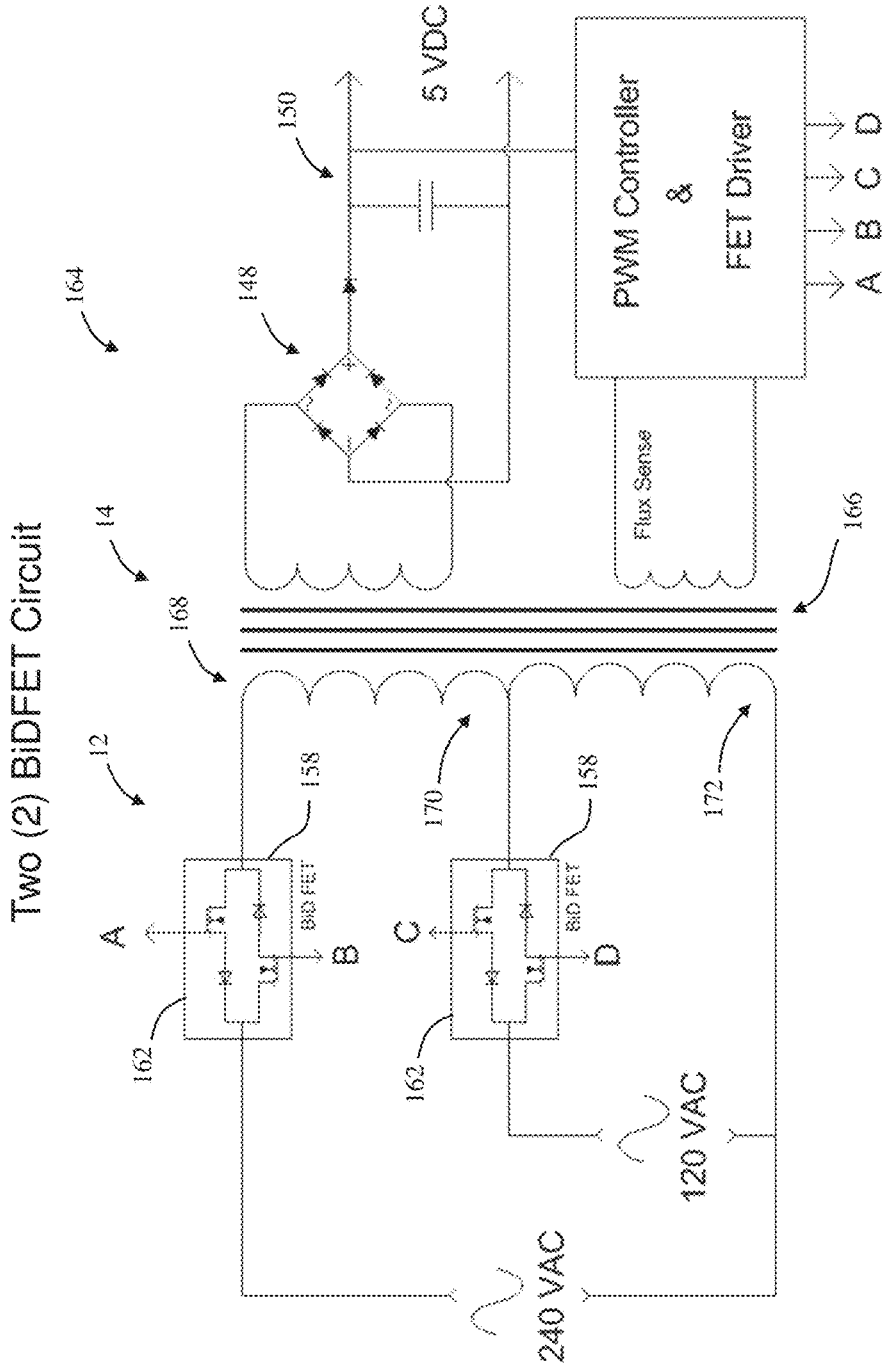 Two (2) BiDFET Circuit
12
14
164
168
148
150
A
162
158
BiD FET
B
C
162
158
BiD FET
D
170
172
166
240 VAC
120 VAC
5 VDC
Flux Sense
PWM Controller
&
FET Driver
A B C D